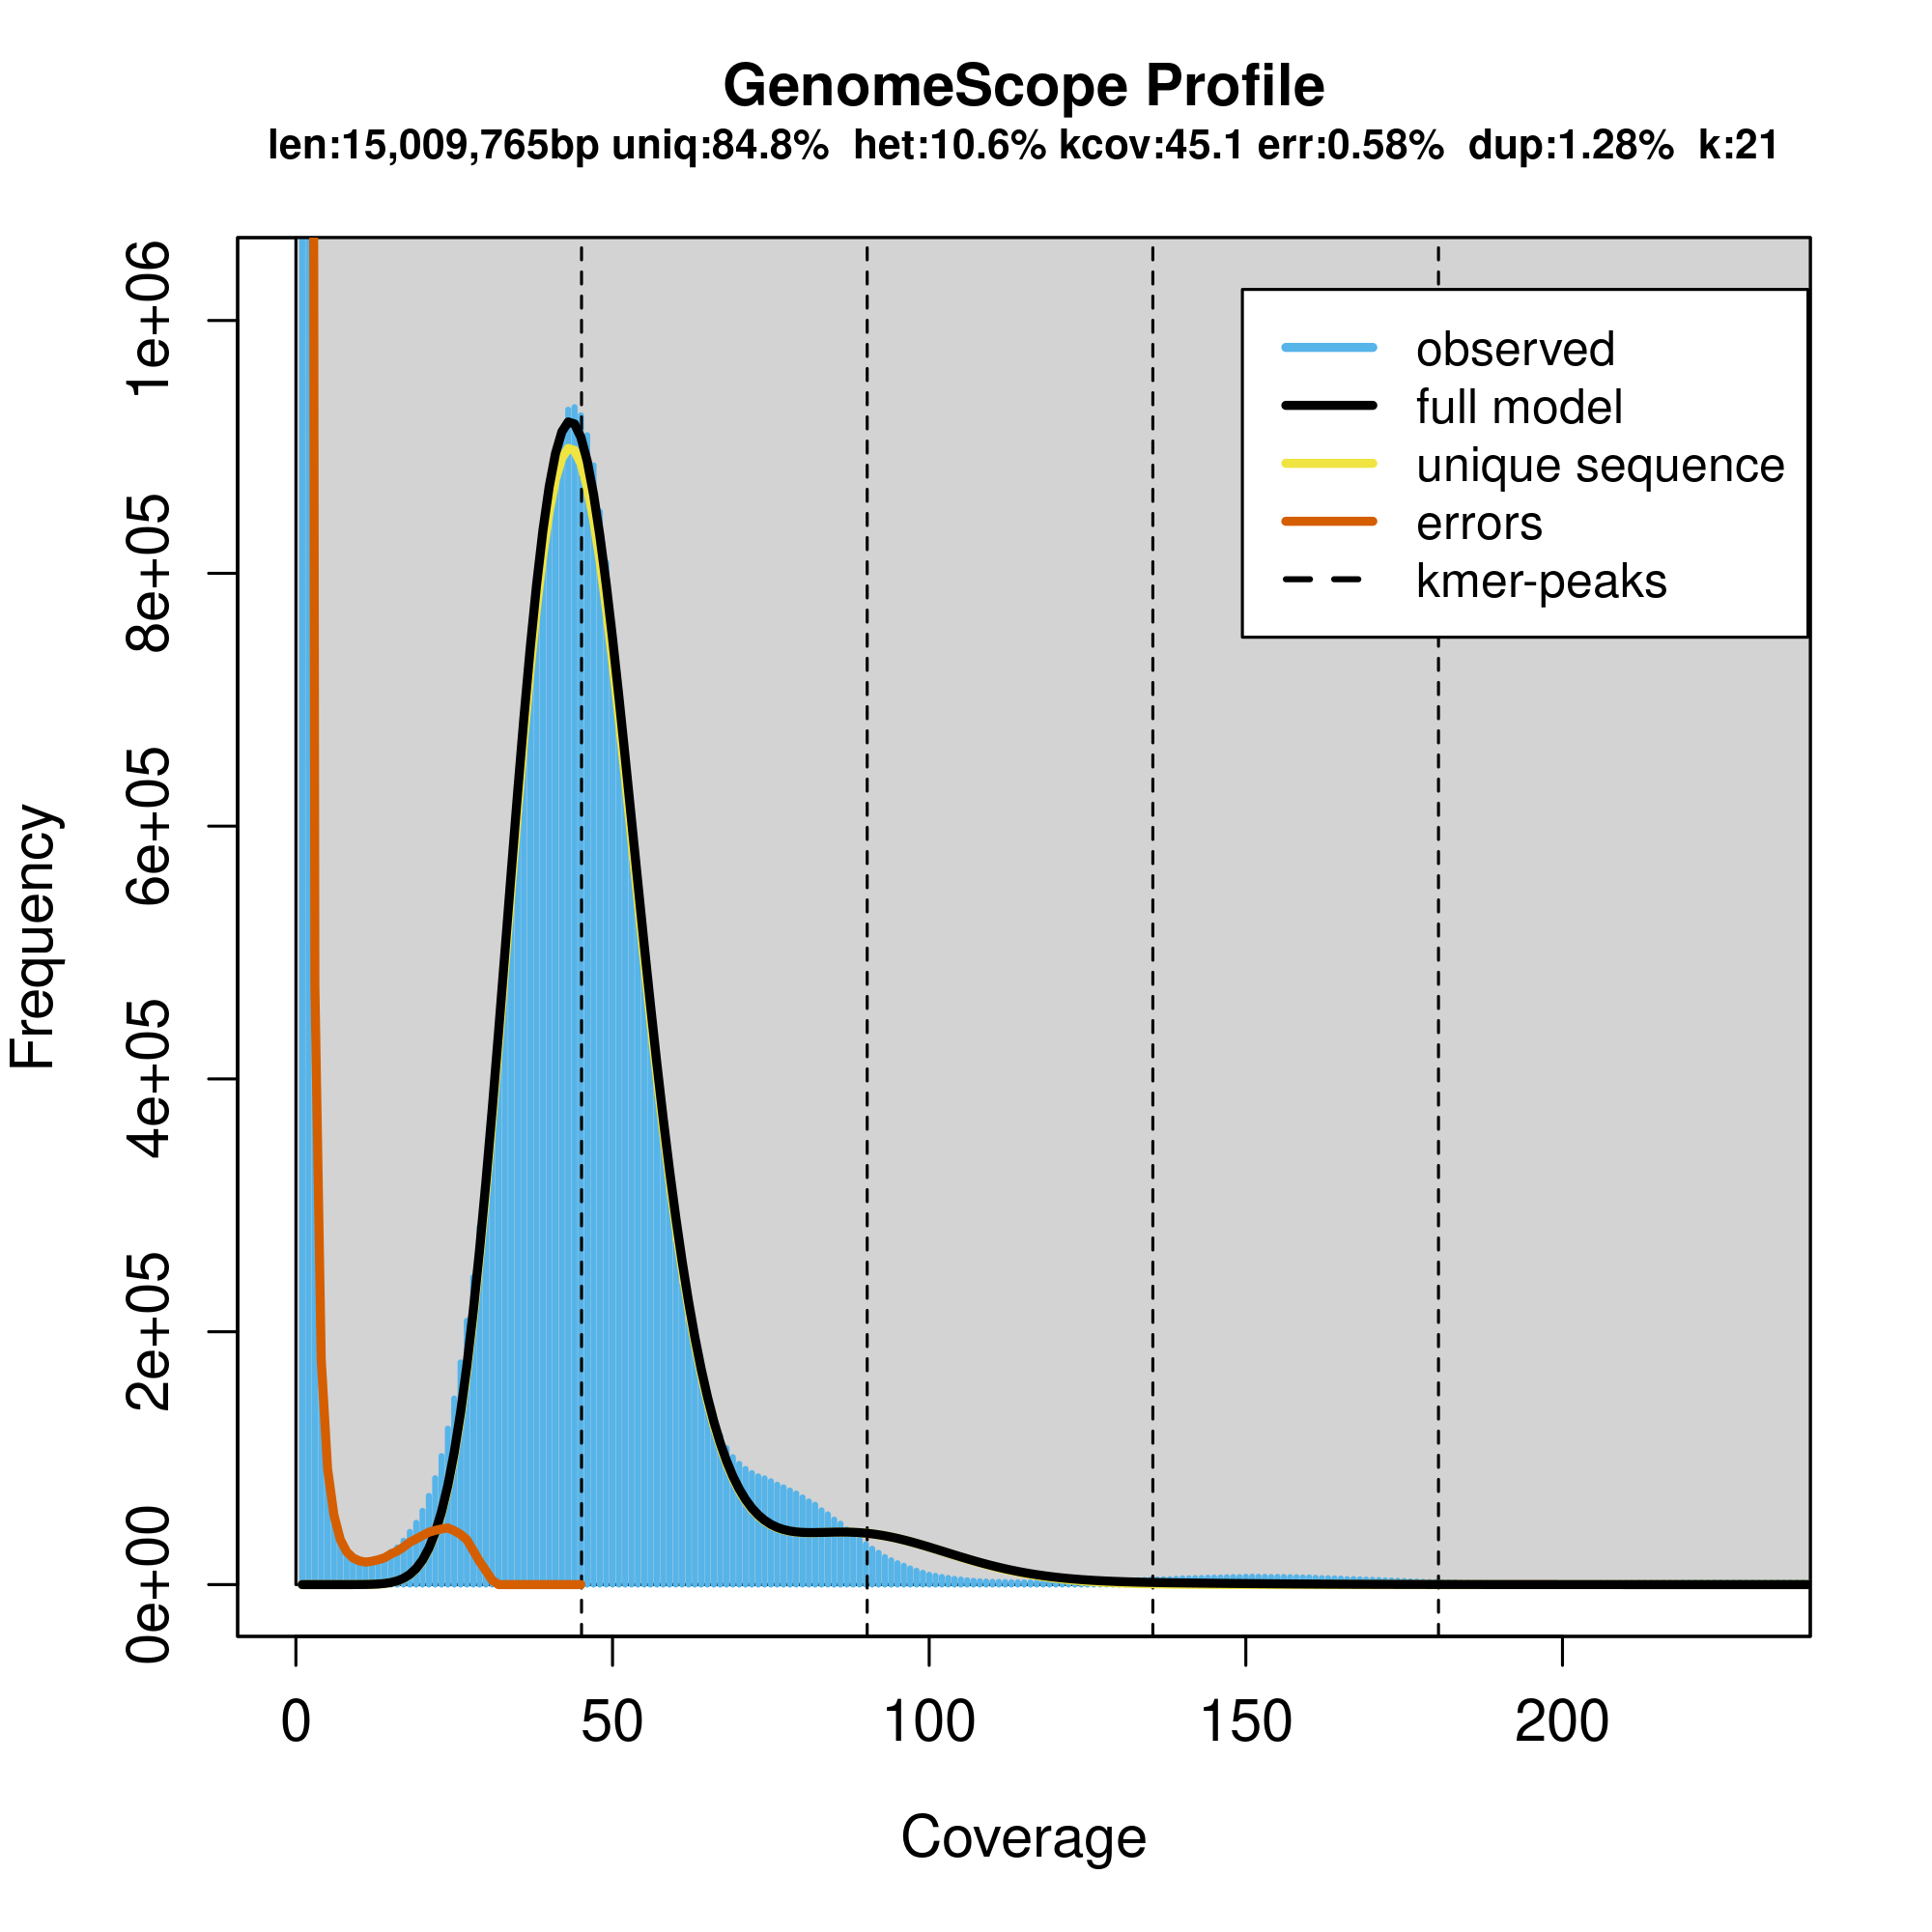 GenomeScope Profile
len:15,009,765bp uniq:84.8% het:10.6% kcov:45.1 err:0.58% dup:1.28% k:21
observed
full model
unique sequence
errors
kmer-peaks
Frequency
1e+06
8e+05
6e+05
4e+05
2e+05
0e+00
0 50 100 150 200
Coverage